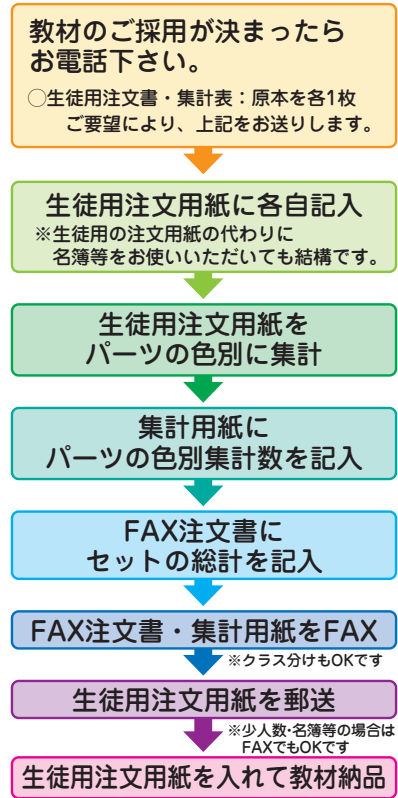 教材のご採用が決まったら
お電話下さい。
○生徒用注文書・集計表：原本を各1枚
ご要望により、上記をお送りします。
生徒用注文用紙に各自記入
※生徒用の注文用紙の代わりに
名簿等をお使いいただいても結構です。
生徒用注文用紙を
パーツの色別に集計
集計用紙に
パーツの色別集計数を記入
FAX注文書に
セットの総計を記入
FAX注文書・集計用紙をFAX
※クラス分けもOKです
生徒用注文用紙を郵送
※少人数・名簿等の場合は
FAXでもOKです
生徒用注文用紙を入れて教材納品